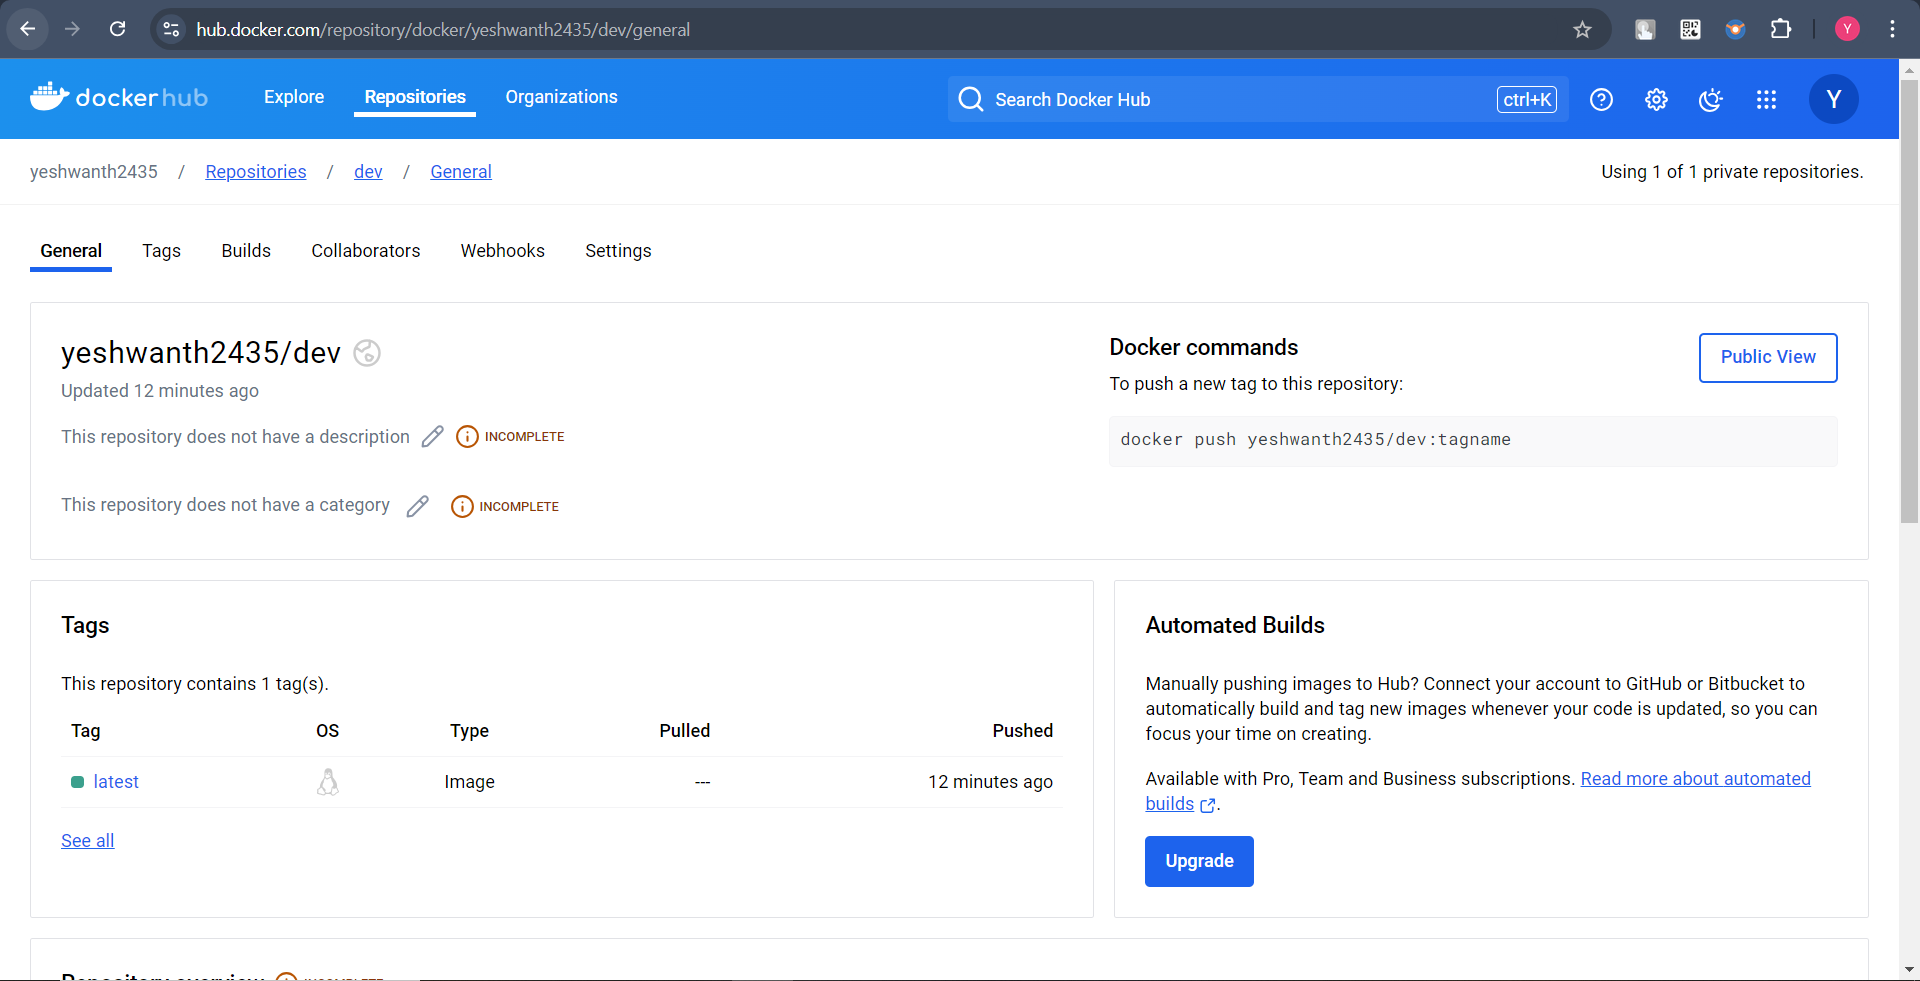 hub.docker.com/repository/docker/yeshwanth2435/dev/general
Y
dockerhub
Explore
Repositories
Organizations
Search Docker Hub
ctrl+K
Y
yeshwanth2435 / Repositories / dev / General
Using 1 of 1 private repositories.
General
Tags
Builds
Collaborators
Webhooks
Settings
yeshwanth2435/dev
Updated 12 minutes ago
This repository does not have a description
INCOMPLETE
This repository does not have a category
INCOMPLETE
Docker commands
To push a new tag to this repository:
docker push yeshwanth2435/dev:tagname
Public View
Tags
This repository contains 1 tag(s).
Tag OS Type Pulled Pushed
latest Image --- 12 minutes ago
See all
Automated Builds
Manually pushing images to Hub? Connect your account to GitHub or Bitbucket to
automatically build and tag new images whenever your code is updated, so you can
focus your time on creating.
Available with Pro, Team and Business subscriptions. Read more about automated
builds.
Upgrade
Repository overview INCOMPLETE